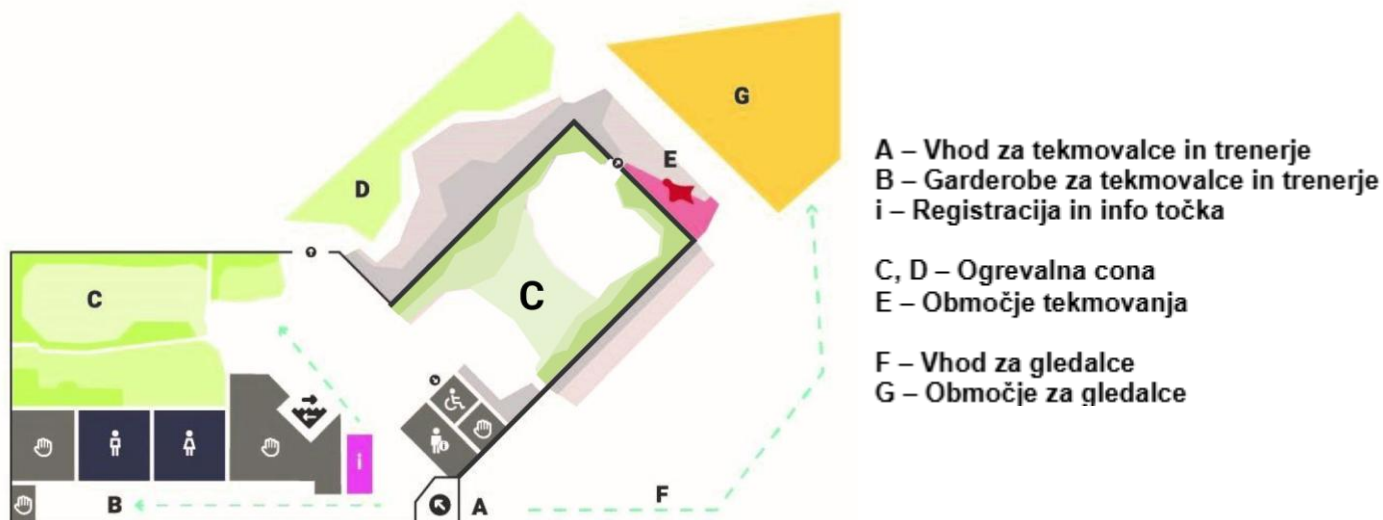 G
E
D
C
C
i
B
A
F
A – Vhod za tekmovalce in trenerje
B – Garderobe za tekmovalce in trenerje
i – Registracija in info točka
C, D – Ogrevalna cona
E – Območje tekmovanja
F – Vhod za gledalce
G – Območje za gledalce